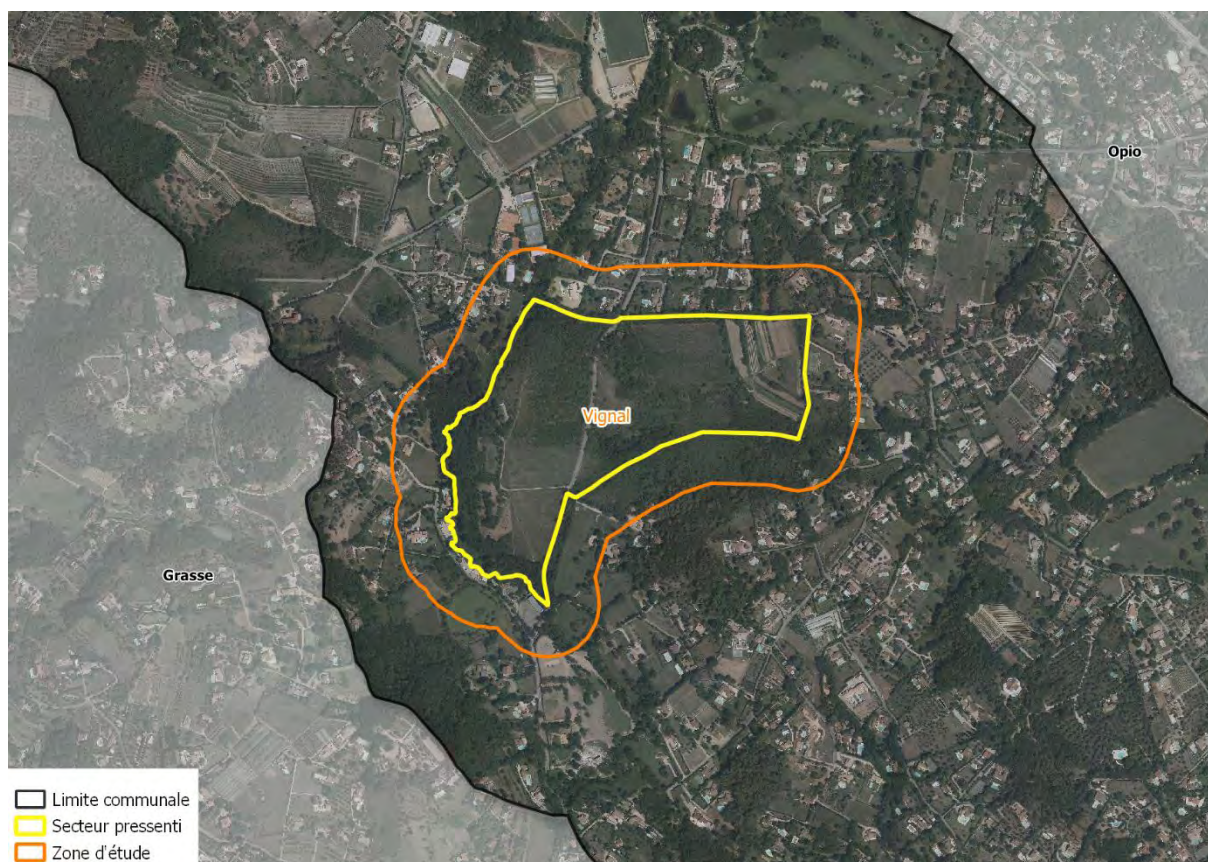 Opio
Vignal
Grasse
Limite communale
Secteur pressenti
Zone d'étude